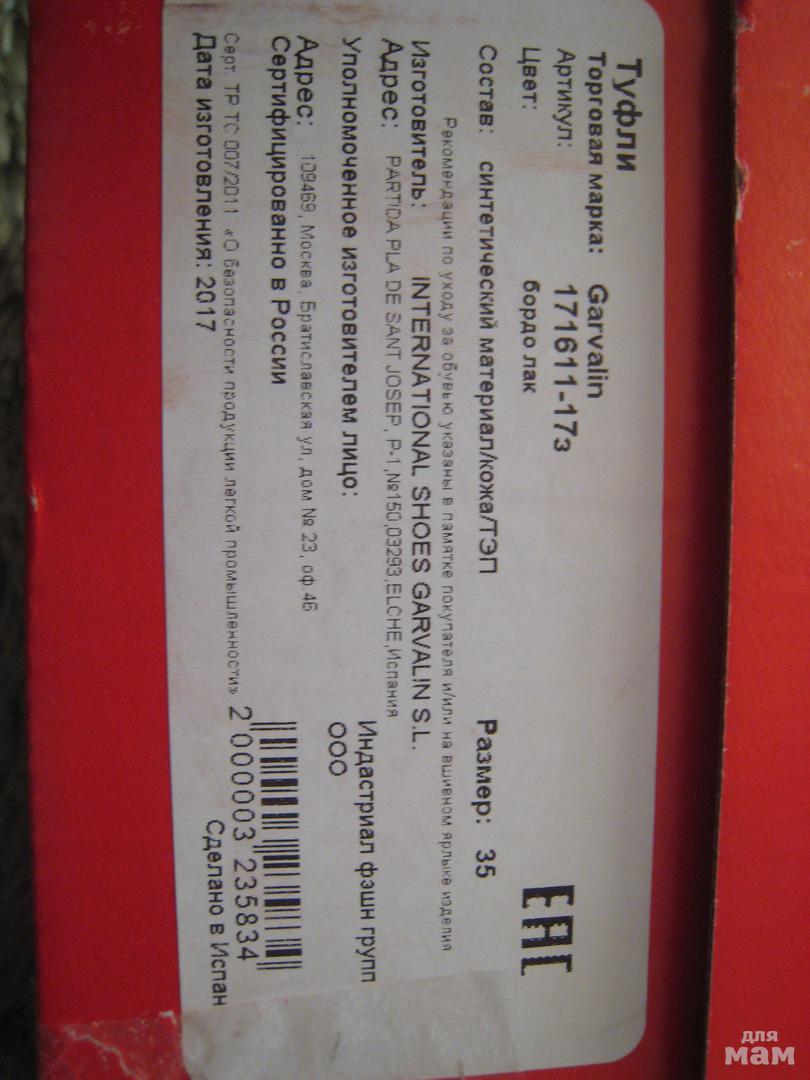 Туфли
Торговая марка: Garvalin
Артикул: 171611-17з
Цвет: бордо лак
Состав: синтетический материал/кожа/ТЭП Размер: 35
Рекомендации по уходу за обувью указаны в памятке покупателя и/или на вшивном ярлыке изделия
Изготовитель: INTERNATIONAL SHOES GARVALIN S.L.
Адрес: PARTIDA PLA DE SANT JOSEP, P-1,№150,03293,ELCHE,Испания
Уполномоченное изготовителем лицо: Индастриал фэшн групп
ООО
Адрес: 109469, Москва, Братиславская ул, дом № 23, оф.46
Сертифицированно в России
Серт. ТР ТС 007/2011 «О безопасности продукции легкой промышленности»
Дата изготовления: 2017
EAC
2 000003 235834
Сделано в Испан
для
мам